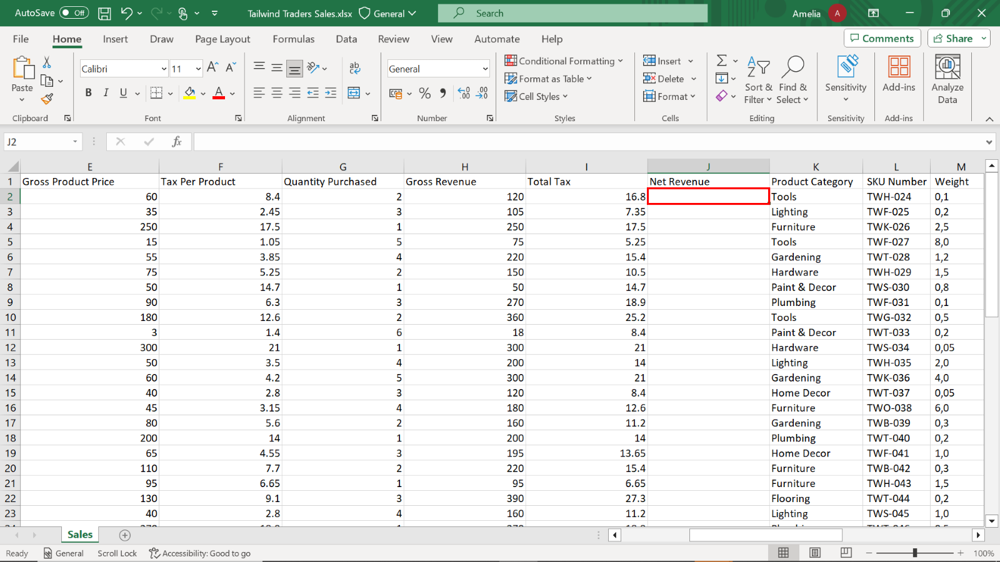 AutoSave Off Tailwind Traders Sales.xlsx General Search Amelia A
File Home Insert Draw Page Layout Formulas Data Review View Automate Help Comments Share
Calibri 11 General Conditional Formatting Insert
Format as Table Delete
Paste Cell Styles Format Sort & Filter Find & Select Sensitivity Add-ins Analyze Data
Clipboard Font Alignment Number Styles Cells Editing Sensitivity Add-ins
J2 fx
E F G H I J K L M
1 Gross Product Price Tax Per Product Quantity Purchased Gross Revenue Total Tax Net Revenue Product Category SKU Number Weight
2 60 8.4 2 120 16.8 Tools TWH-024 0,1
3 35 2.45 3 105 7.35 Lighting TWF-025 0,2
4 250 17.5 1 250 17.5 Furniture TWK-026 2,5
5 15 1.05 5 75 5.25 Tools TWF-027 8,0
6 55 3.85 4 220 15.4 Gardening TWT-028 1,2
7 75 5.25 2 150 10.5 Hardware TWH-029 1,5
8 50 14.7 1 50 14.7 Paint & Decor TWS-030 0,8
9 90 6.3 3 270 18.9 Plumbing TWF-031 0,1
10 180 12.6 2 360 25.2 Tools TWG-032 0,5
11 3 1.4 6 18 8.4 Paint & Decor TWT-033 0,2
12 300 21 1 300 21 Hardware TWS-034 0,05
13 50 3.5 4 200 14 Lighting TWH-035 2,0
14 60 4.2 5 300 21 Gardening TWK-036 4,0
15 40 2.8 3 120 8.4 Home Decor TWT-037 0,05
16 45 3.15 4 180 12.6 Furniture TWO-038 6,0
17 80 5.6 2 160 11.2 Gardening TWB-039 0,3
18 200 14 1 200 14 Plumbing TWT-040 0,2
19 65 4.55 3 195 13.65 Home Decor TWF-041 1,0
20 110 7.7 2 220 15.4 Furniture TWB-042 0,3
21 95 6.65 1 95 6.65 Furniture TWH-043 1,5
22 130 9.1 3 390 27.3 Flooring TWT-044 0,2
23 40 2.8 4 160 11.2 Lighting TWS-045 1,0
Sales
Ready General Scroll Lock Accessibility: Good to go 100%